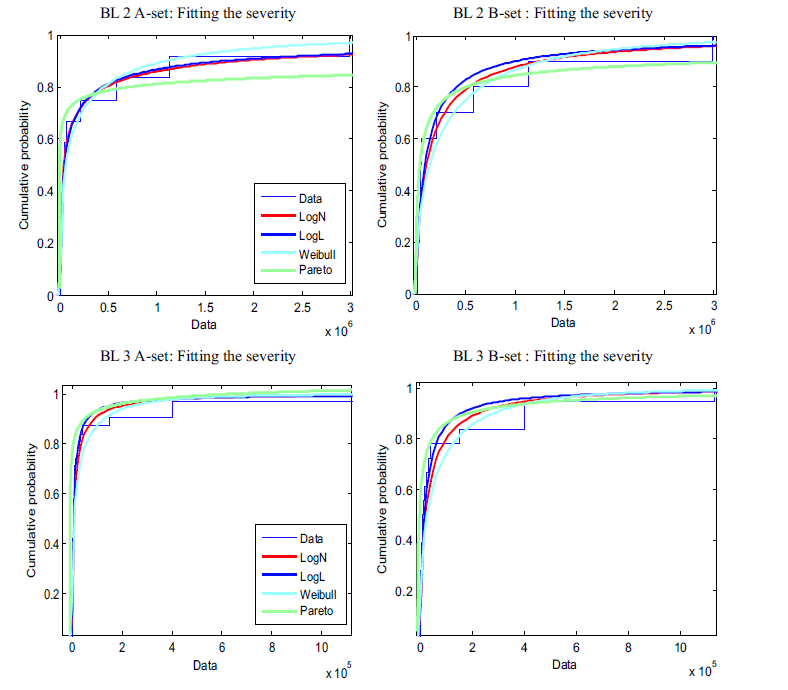 BL 2 A-set: Fitting the severity
1
0.8
0.6
0.4
0.2
0
Cumulative probability
0 0.5 1 1.5 2 2.5 3
Data
x 10^6
Data
LogN
LogL
Weibull
Pareto
BL 2 B-set : Fitting the severity
1
0.8
0.6
0.4
0.2
0
Cumulative probability
0 0.5 1 1.5 2 2.5 3
Data
x 10^6
BL 3 A-set: Fitting the severity
1
0.8
0.6
0.4
0.2
Cumulative probability
0 2 4 6 8 10
Data
x 10^5
Data
LogN
LogL
Weibull
Pareto
BL 3 B-set : Fitting the severity
1
0.8
0.6
0.4
0.2
Cumulative probability
0 2 4 6 8 10
Data
x 10^5